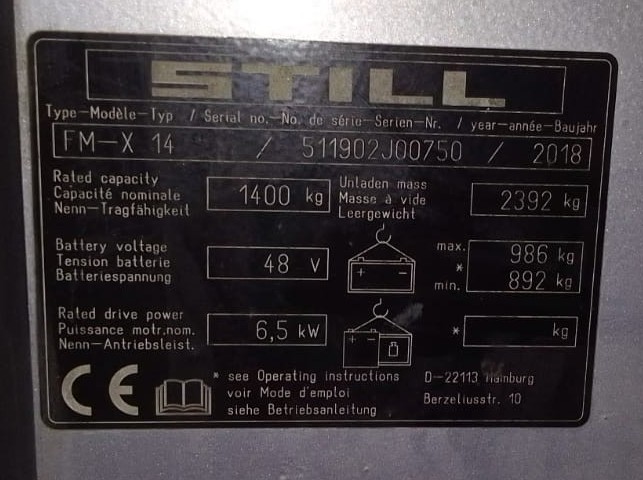 STILL
Type-Modèle-Typ / Serial no.-No. de série-Serien-Nr. / year-année-Baujahr
FM-X 14 / 511902J00750 / 2018
Rated capacity
Capacité nominale
Nenn-Tragfähigkeit
1400 kg
Unladen mass
Masse à vide
Leergewicht
2392 kg
Battery voltage
Tension batterie
Batteriespannung
48 V
+ -
max. 986 kg
*
min. 892 kg
Rated drive power
Puissance motr.nom.
Nenn-Antriebsleist.
6,5 kW
+ -
* kg
CE
* see Operating instructions
voir Mode d'emploi
siehe Betriebsanleitung
D-22113 Hamburg
Berzeliusstr. 10